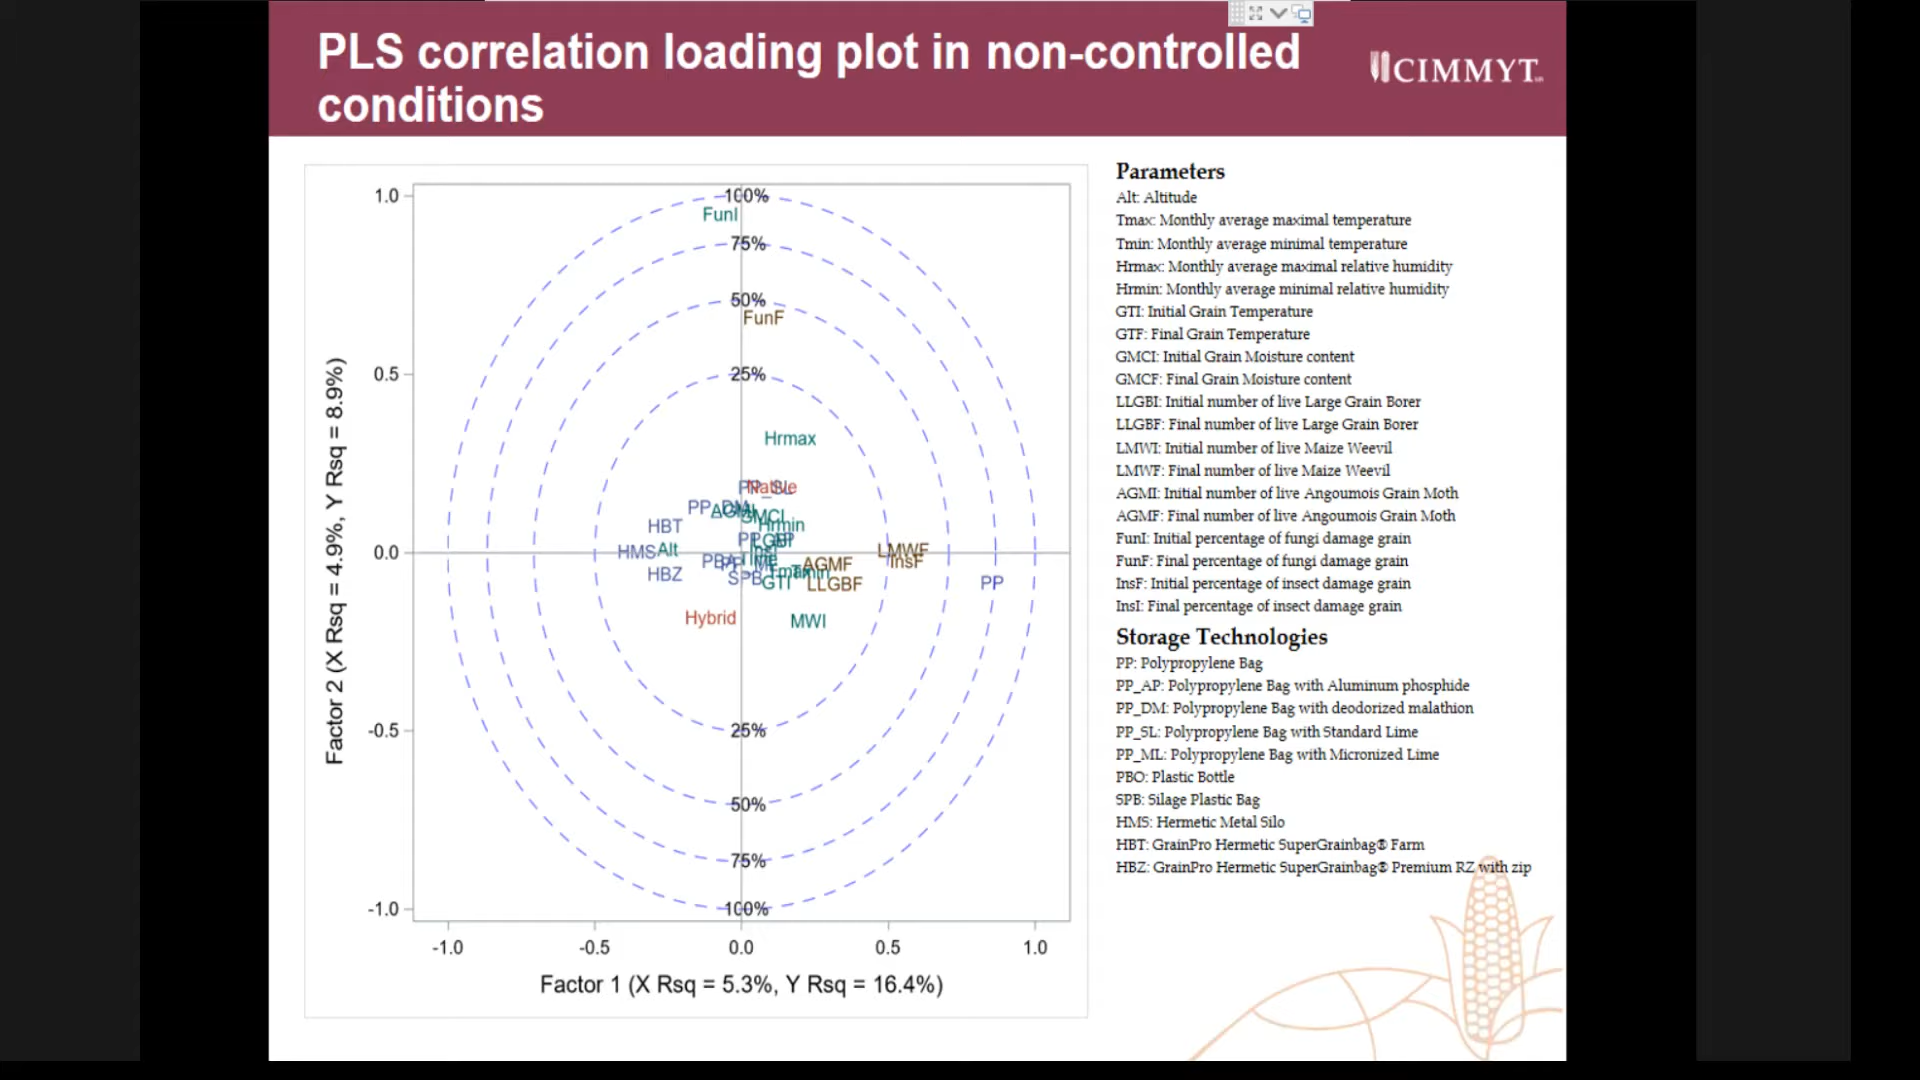 PLS correlation loading plot in non-controlled
conditions
CIMMYT
1.0
0.5
0.0
-0.5
-1.0
Factor 2 (X Rsq = 4.9%, Y Rsq = 8.9%)
100%
FunI
75%
50%
FunF
25%
Hrmax
Native
HBT
GMCI
Hrmin
HMS
Alt
LMWF
InsF
AGMF
HBZ
SPB
GTI
LLGBF
PP
Hybrid
MWI
25%
50%
75%
100%
-1.0
-0.5
0.0
0.5
1.0
Factor 1 (X Rsq = 5.3%, Y Rsq = 16.4%)
Parameters
Alt: Altitude
Tmax: Monthly average maximal temperature
Tmin: Monthly average minimal temperature
Hrmax: Monthly average maximal relative humidity
Hrmin: Monthly average minimal relative humidity
GTI: Initial Grain Temperature
GTF: Final Grain Temperature
GMCI: Initial Grain Moisture content
GMCF: Final Grain Moisture content
LLGBI: Initial number of live Large Grain Borer
LLGBF: Final number of live Large Grain Borer
LMWI: Initial number of live Maize Weevil
LMWF: Final number of live Maize Weevil
AGMI: Initial number of live Angoumois Grain Moth
AGMF: Final number of live Angoumois Grain Moth
FunI: Initial percentage of fungi damage grain
FunF: Final percentage of fungi damage grain
InsF: Initial percentage of insect damage grain
InsI: Final percentage of insect damage grain
Storage Technologies
PP: Polypropylene Bag
PP_AP: Polypropylene Bag with Aluminum phosphide
PP_DM: Polypropylene Bag with deodorized malathion
PP_SL: Polypropylene Bag with Standard Lime
PP_ML: Polypropylene Bag with Micronized Lime
PBO: Plastic Bottle
SPB: Silage Plastic Bag
HMS: Hermetic Metal Silo
HBT: GrainPro Hermetic SuperGrainbag® Farm
HBZ: GrainPro Hermetic SuperGrainbag® Premium RZ with zip